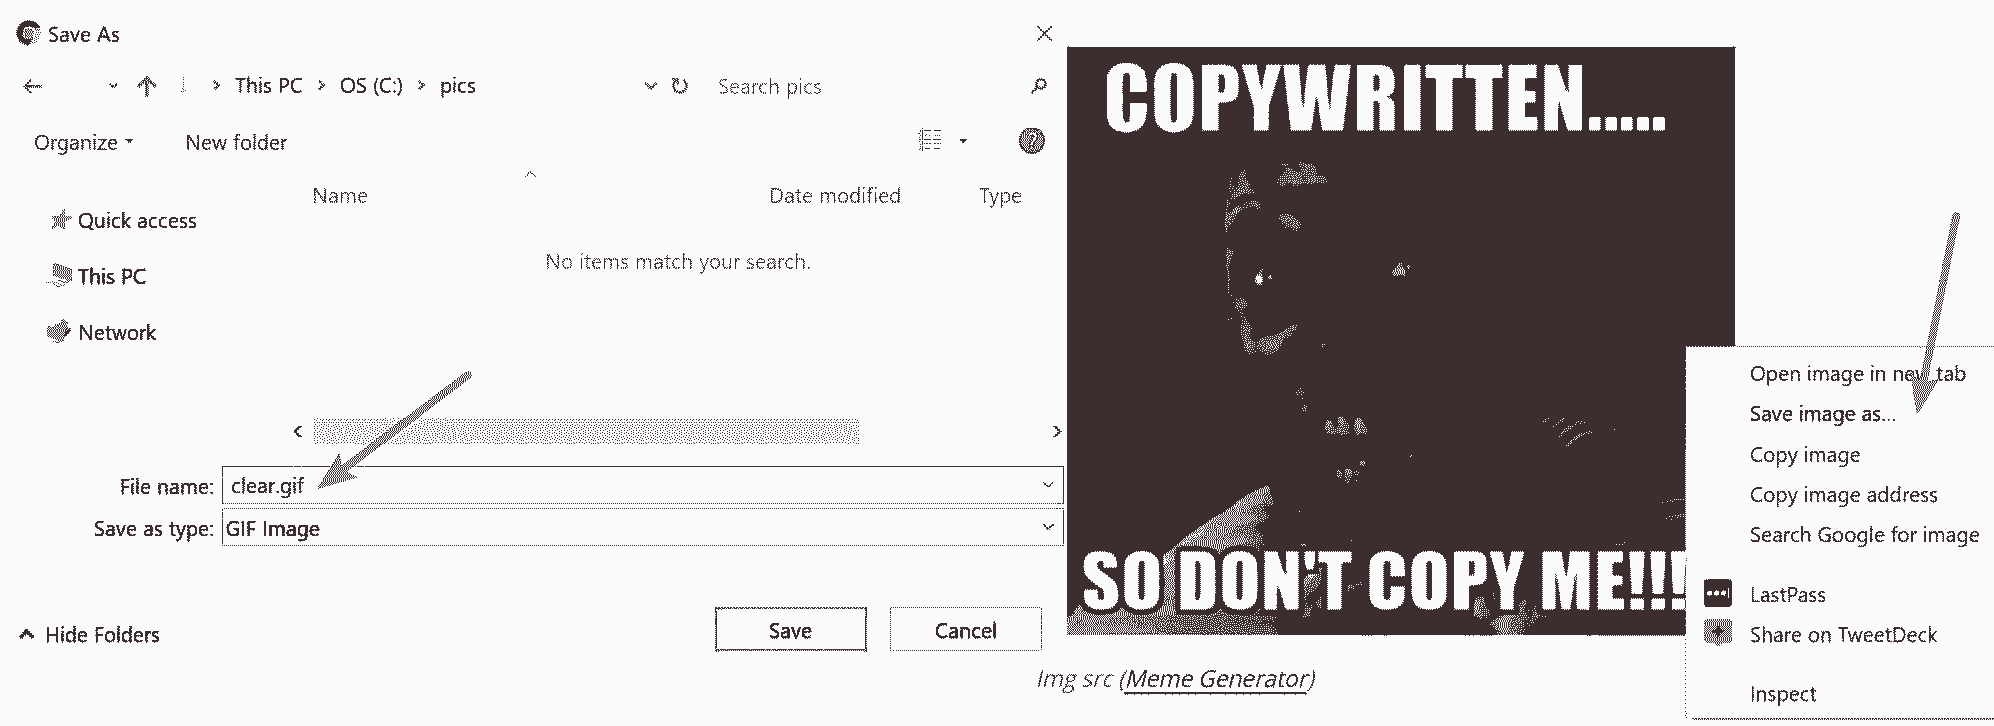 Save As
This PC > OS (C:) > pics
Search pics
Organize
New folder
Name
Date modified
Type
Quick access
No items match your search.
This PC
Network
File name: clear.gif
Save as type: GIF Image
Hide Folders
Save
Cancel
COPYWRITTEN.....
SO DON'T COPY ME!!!
Img src (Meme Generator)
Open image in new tab
Save image as...
Copy image
Copy image address
Search Google for image
LastPass
Share on TweetDeck
Inspect